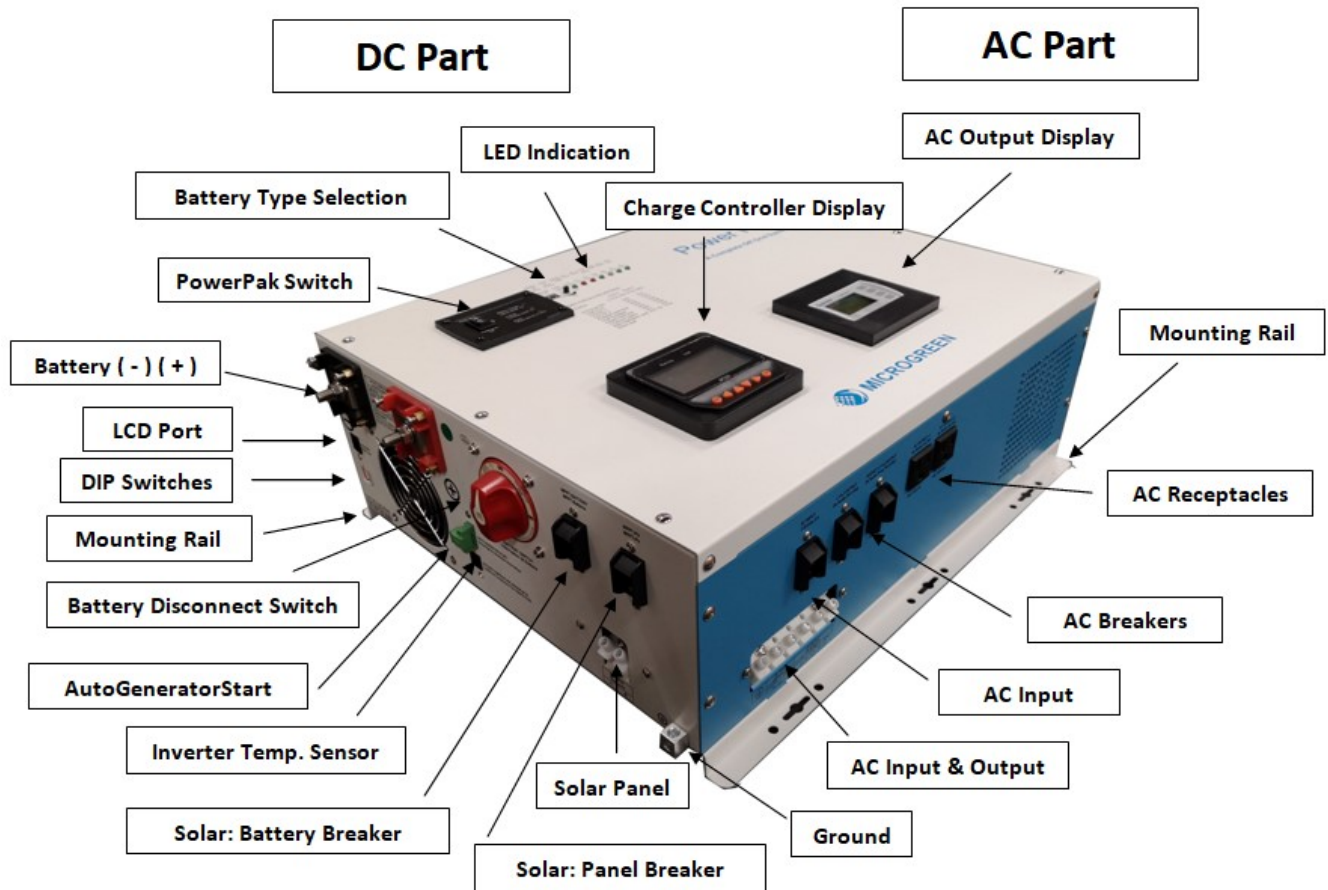 DC Part
AC Part
AC Output Display
LED Indication
Battery Type Selection
Charge Controller Display
PowerPak Switch
Mounting Rail
Battery ( - ) ( + )
MICROGREEN
LCD Port
DIP Switches
AC Receptacles
Mounting Rail
Battery Disconnect Switch
AC Breakers
AutoGeneratorStart
AC Input
Inverter Temp. Sensor
AC Input & Output
Solar Panel
Solar: Battery Breaker
Ground
Solar: Panel Breaker